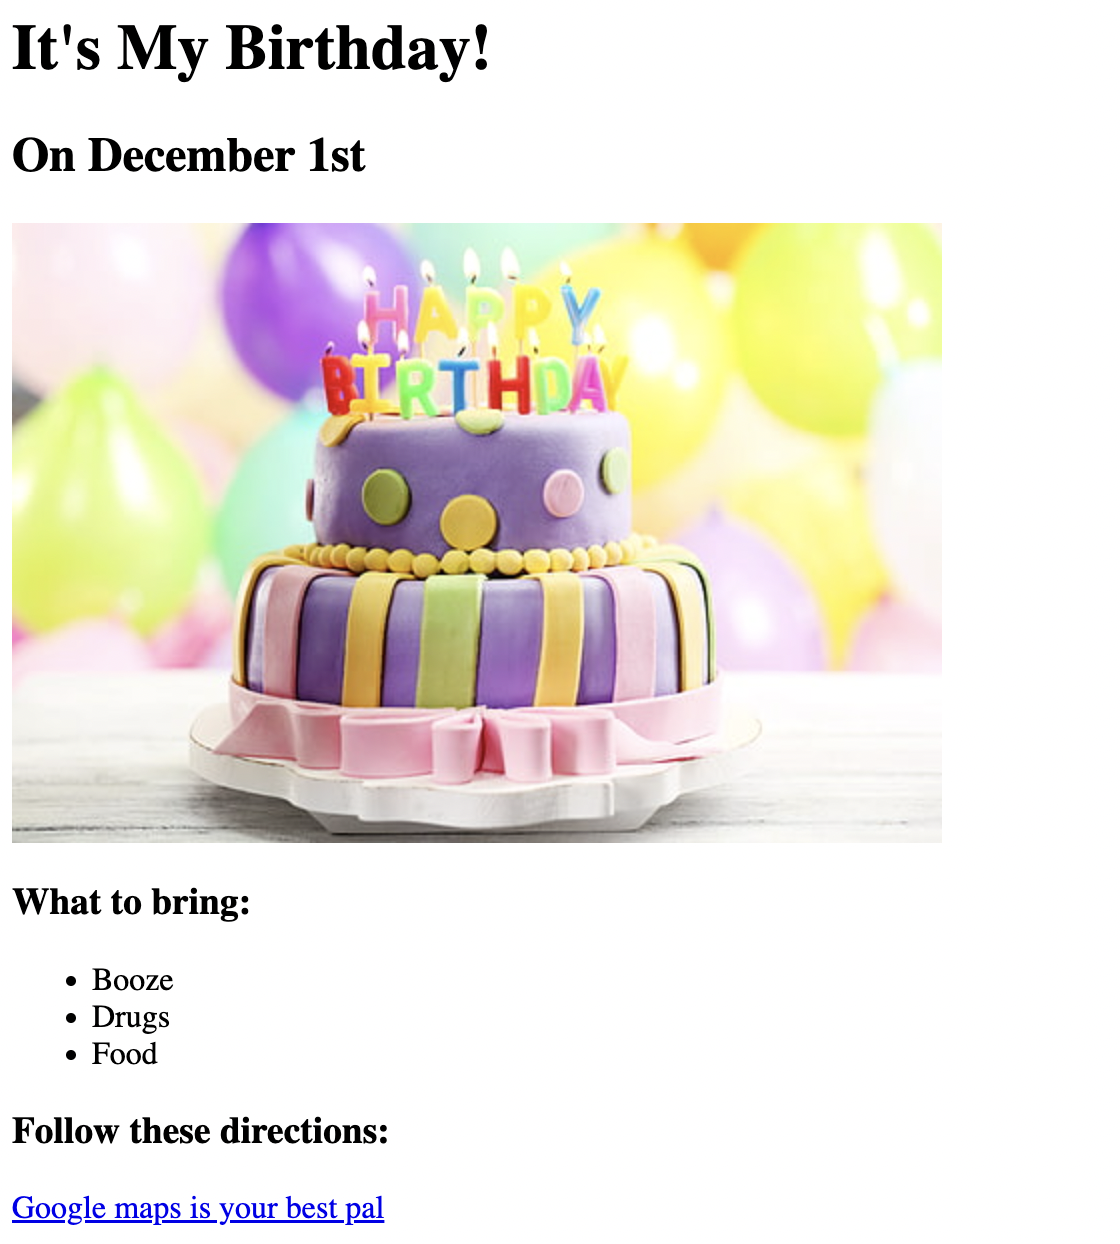 It's My Birthday!
On December 1st
HAPPY
BIRTHDAY
What to bring:
Booze
Drugs
Food
Follow these directions:
Google maps is your best pal